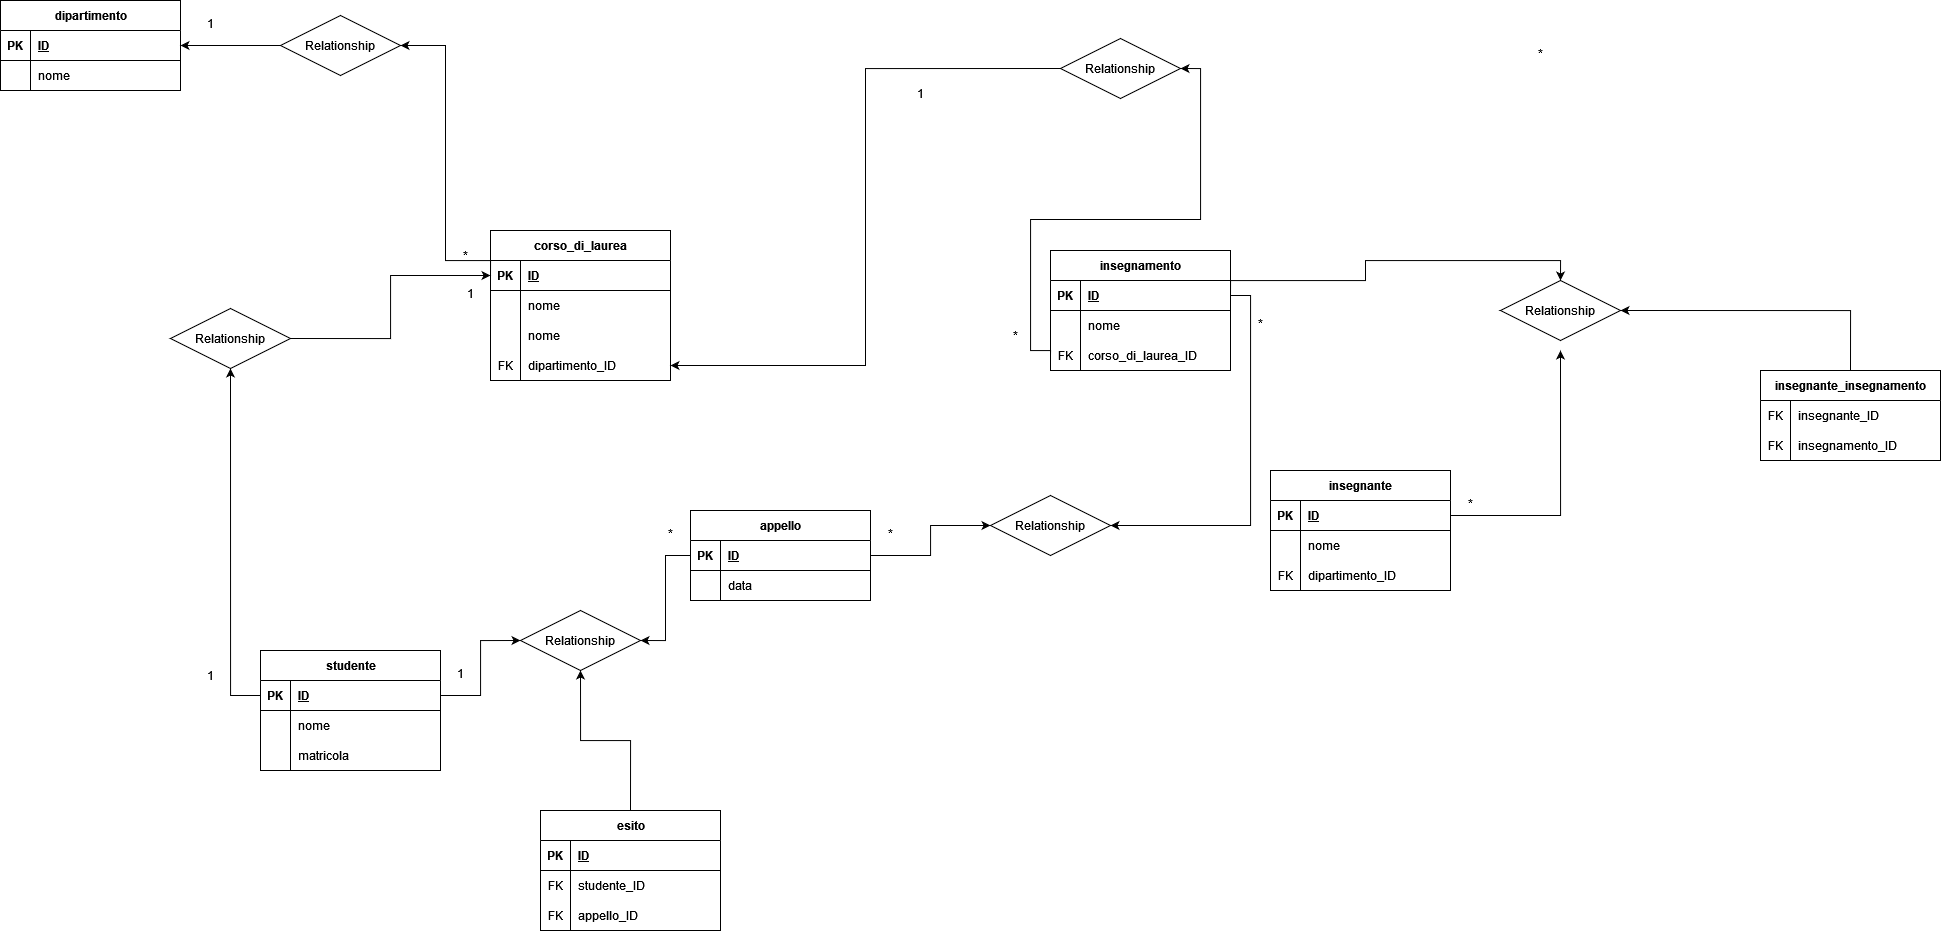 dipartimento
PK ID
nome
1
Relationship
Relationship
1
*
corso_di_laurea
PK ID
nome
nome
FK dipartimento_ID
*
1
Relationship
insegnamento
PK ID
nome
FK corso_di_laurea_ID
*
*
Relationship
insegnante_insegnamento
FK insegnante_ID
FK insegnamento_ID
insegnante
PK ID
nome
FK dipartimento_ID
*
appello
PK ID
data
*
*
Relationship
Relationship
studente
PK ID
nome
matricola
1
1
esito
PK ID
FK studente_ID
FK appello_ID